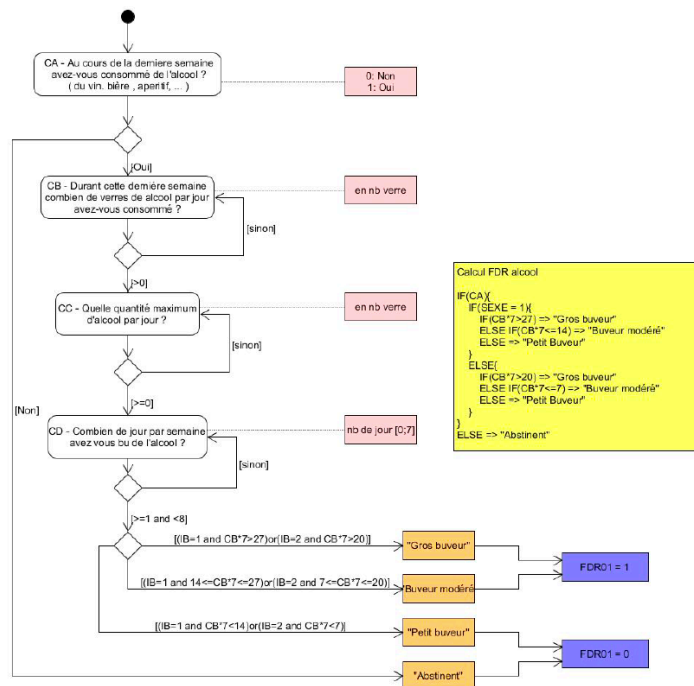 CA - Au cours de la derniere semaine
avez-vous consommé de l'alcool ?
( du vin. bière , aperitif, ... )
0: Non
1: Oui
[Oui]
CB - Durant cette dernière semaine
combien de verres de alcool par jour
avez-vous consommé ?
en nb verre
[sinon]
[>0]
CC - Quelle quantité maximum
d'alcool par jour ?
en nb verre
[sinon]
[>=0]
[Non]
CD - Combien de jour par semaine
avez vous bu de l'alcool ?
nb de jour [0;7]
[sinon]
[>=1 and <8]
Calcul FDR alcool
IF(CA){
IF(SEXE = 1){
IF(CB*7>27) => "Gros buveur"
ELSE IF(CB*7<=14) => "Buveur modéré"
ELSE => "Petit Buveur"
}
ELSE{
IF(CB*7>20) => "Gros buveur"
ELSE IF(CB*7<=7) => "Buveur modéré"
ELSE => "Petit Buveur"
}
}
ELSE => "Abstinent"
[(IB=1 and CB*7>27)or(IB=2 and CB*7>20)]
"Gros buveur"
FDR01 = 1
[(IB=1 and 14<=CB*7<=27)or(IB=2 and 7<=CB*7<=20)]
"Buveur modéré
[(IB=1 and CB*7<14)or(IB=2 and CB*7<7)]
"Petit buveur"
FDR01 = 0
"Abstinent"